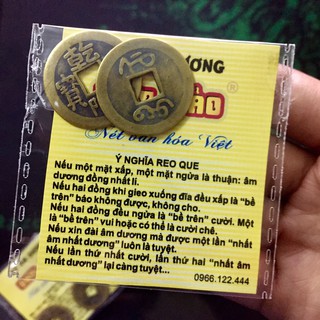 ƯƠNG
ÀO ®
Nét văn hóa Việt
Ý NGHĨA REO QUE
Nếu một mặt xấp, một mặt ngửa là thuận: âm
dương đồng nhất lí.
Nếu hai đồng khi gieo xuống đĩa đều xấp là "bề
trên" báo không được, không cho.
Nếu hai đồng đều ngửa là "bề trên" cười. Một
là "bề trên" vui hoặc có thể là cười chê.
Nếu xin đài âm dương mà được một lần "nhất
âm nhất dương" luôn là tuyệt.
Nếu lần thứ nhất cười, lần thứ hai "nhất âm
nhất dương" lại càng tuyệt...
0966.122.444